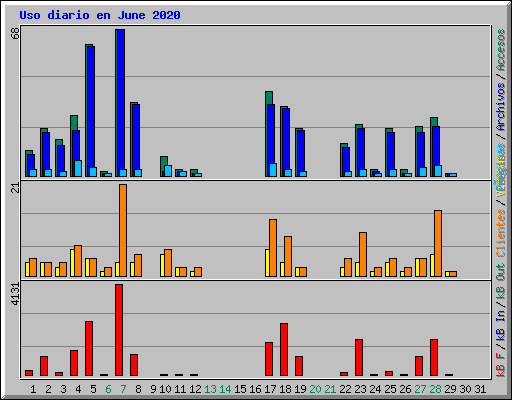 Uso diario en June 2020
68
21
4131
1 2 3 4 5 6 7 8 9 10 11 12 13 14 15 16 17 18 19 20 21 22 23 24 25 26 27 28 29 30 31
kB F / kB In / kB Out
Clientes /
/ Archivos / Accesos